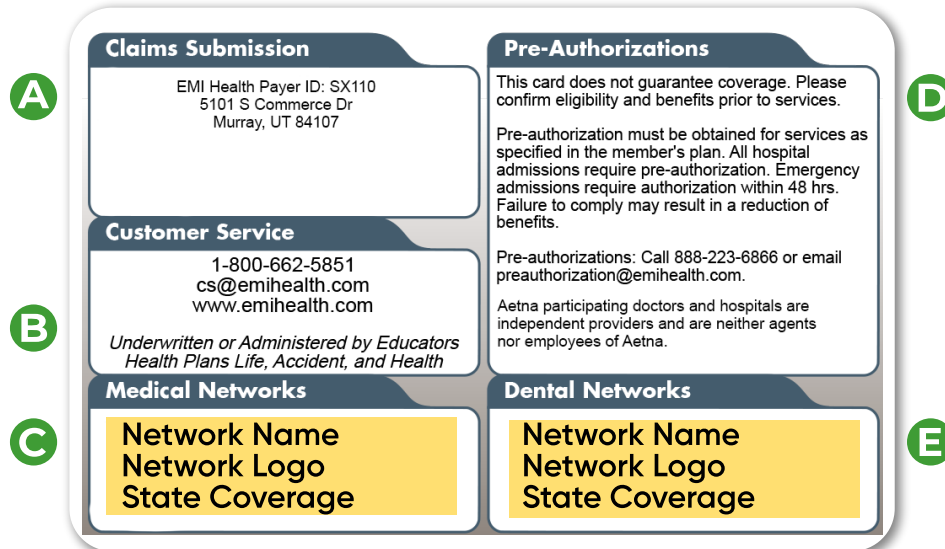 A
Claims Submission
EMI Health Payer ID: SX110
5101 S Commerce Dr
Murray, UT 84107
B
Customer Service
1-800-662-5851
cs@emihealth.com
www.emihealth.com
Underwritten or Administered by Educators
Health Plans Life, Accident, and Health
C
Medical Networks
Network Name
Network Logo
State Coverage
D
Pre-Authorizations
This card does not guarantee coverage. Please
confirm eligibility and benefits prior to services.
Pre-authorization must be obtained for services as
specified in the member's plan. All hospital
admissions require pre-authorization. Emergency
admissions require authorization within 48 hrs.
Failure to comply may result in a reduction of
benefits.
Pre-authorizations: Call 888-223-6866 or email
preauthorization@emihealth.com.
Aetna participating doctors and hospitals are
independent providers and are neither agents
nor employees of Aetna.
E
Dental Networks
Network Name
Network Logo
State Coverage